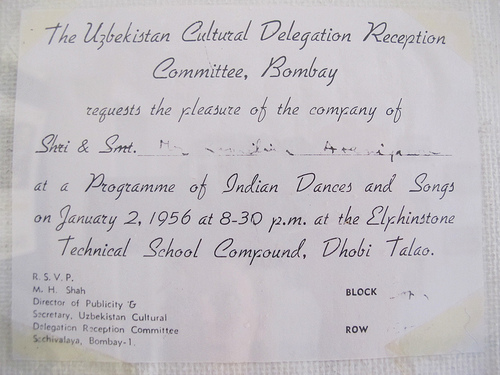 The Uzbekistan Cultural Delegation Reception
Committee, Bombay
requests the pleasure of the company of
Shri & Smt.
at a Programme of Indian Dances and Songs
on January 2, 1956 at 8-30 p.m. at the Elphinstone
Technical School Compound, Dhobi Talao.
R. S. V. P.
M. H. Shah
Director of Publicity &
Secretary, Uzbekistan Cultural
Delegation Reception Committee
Sachivalaya, Bombay-1.
BLOCK
ROW